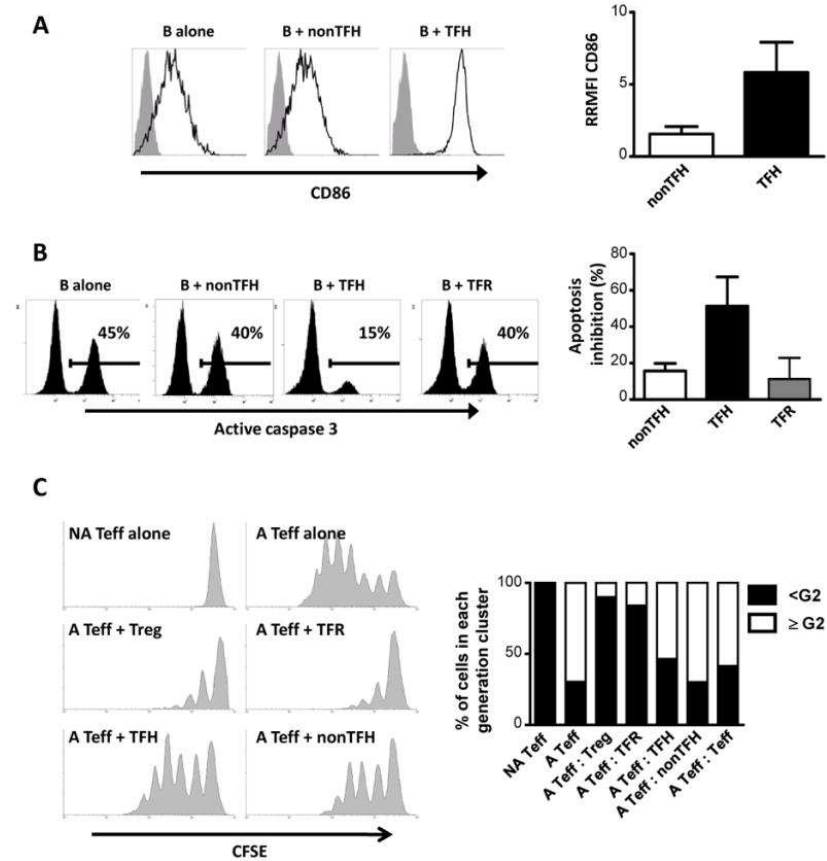 A
B alone
B + nonTFH
B + TFH
CD86
RRMFI CD86
10
5
0
nonTFH
TFH
B
B alone
B + nonTFH
B + TFH
B + TFR
45%
40%
15%
40%
Active caspase 3
Apoptosis
inhibition (%)
80
60
40
20
0
nonTFH
TFH
TFR
C
NA Teff alone
A Teff alone
A Teff + Treg
A Teff + TFR
A Teff + TFH
A Teff + nonTFH
CFSE
% of cells in each
generation cluster
100
50
0
<G2
≥ G2
NA Teff
A Teff
A Teff : Treg
A Teff : TFR
A Teff : TFH
A Teff : nonTFH
A Teff : Teff